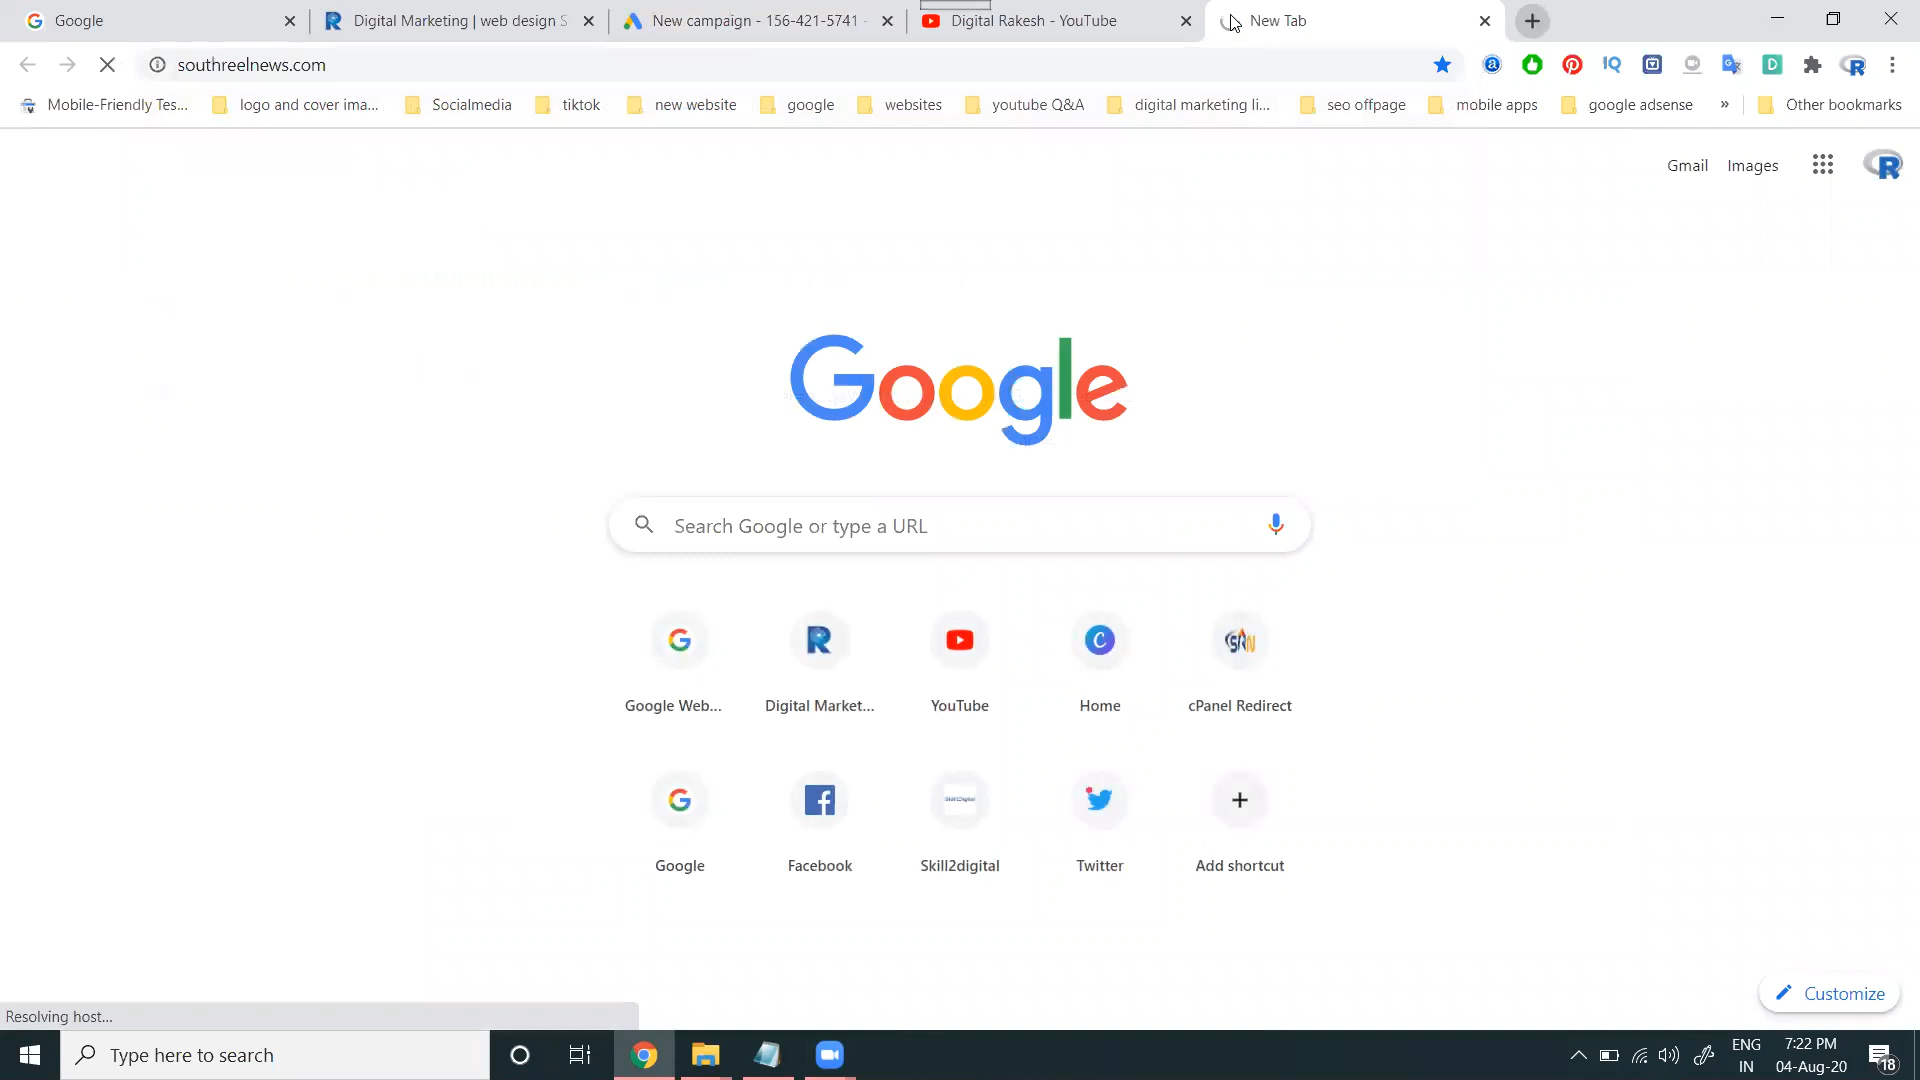 Google
Digital Marketing | web design S
New campaign - 156-421-5741 -
Digital Rakesh - YouTube
New Tab
southreelnews.com
Mobile-Friendly Tes...
logo and cover ima...
Socialmedia
tiktok
new website
google
websites
youtube Q&A
digital marketing li...
seo offpage
mobile apps
google adsense
»
Other bookmarks
Gmail
Images
Google
Search Google or type a URL
Google Web...
Digital Market...
YouTube
Home
cPanel Redirect
Google
Facebook
Skill2digital
Twitter
Add shortcut
Customize
Resolving host...
Type here to search
ENG
IN
7:22 PM
04-Aug-20
18